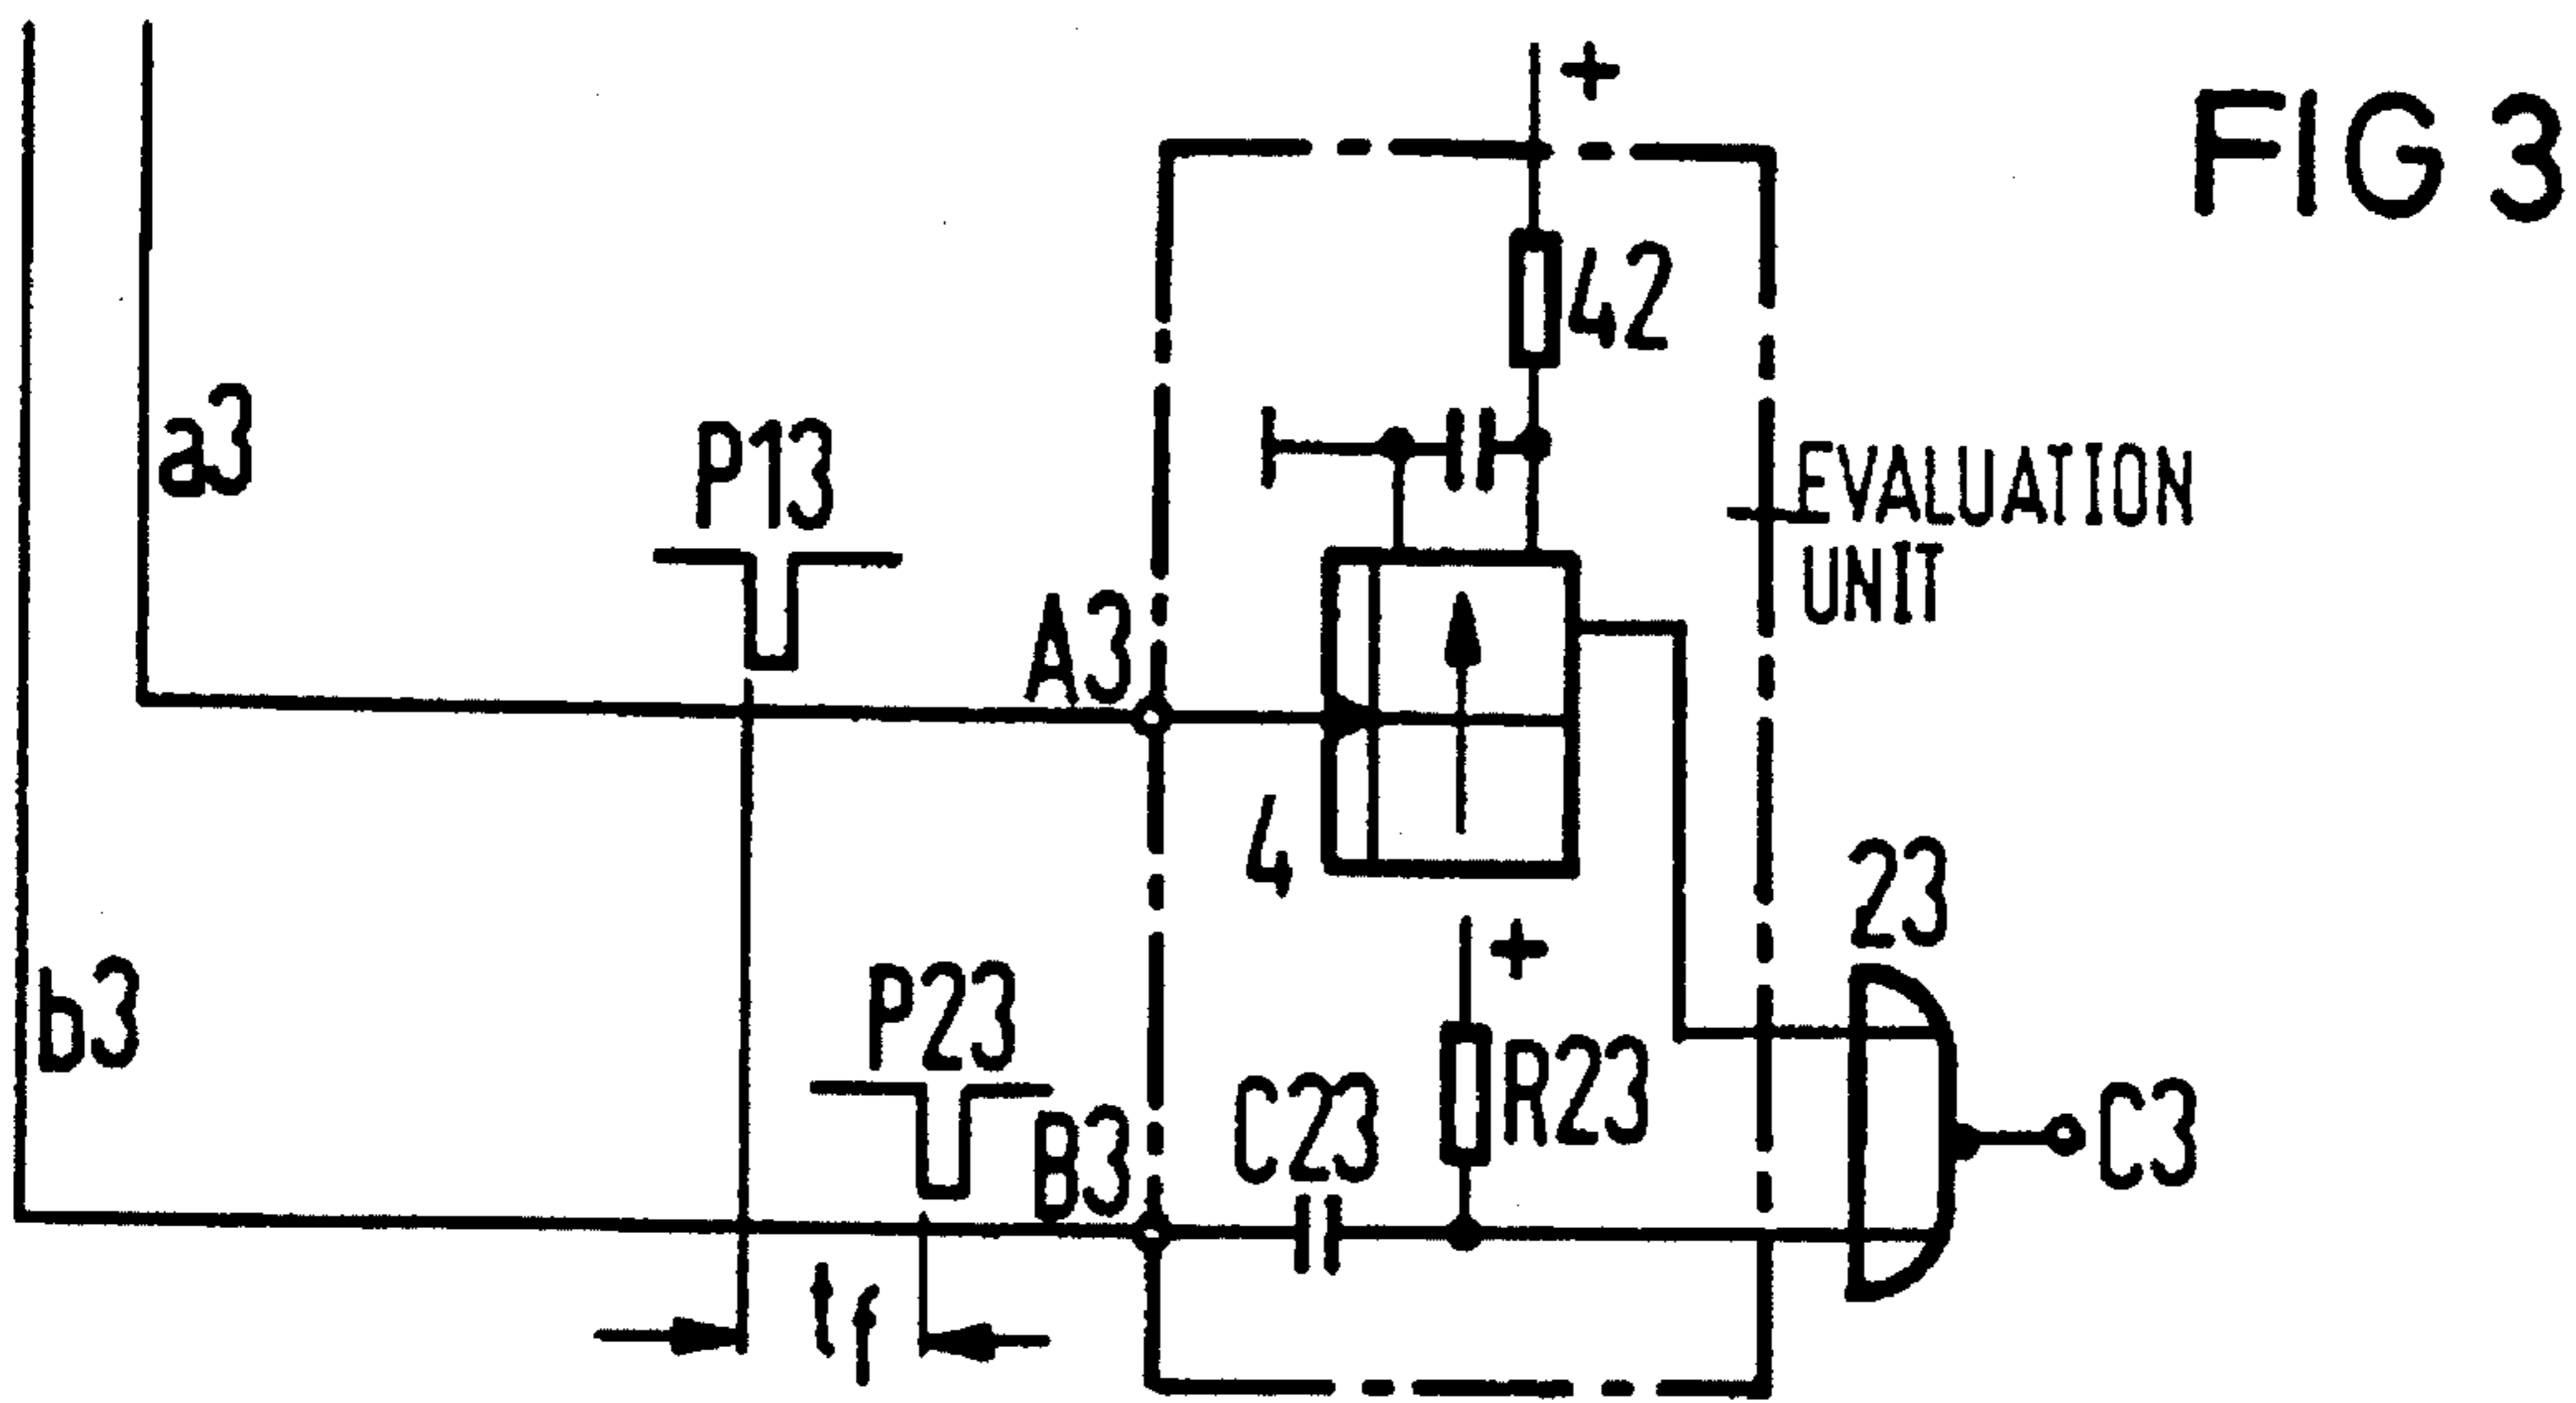 FIG 3
+
42
a3
P13
EVALUATION
UNIT
A3
4
23
+
b3
P23
R23
C23
B3
C3
tf